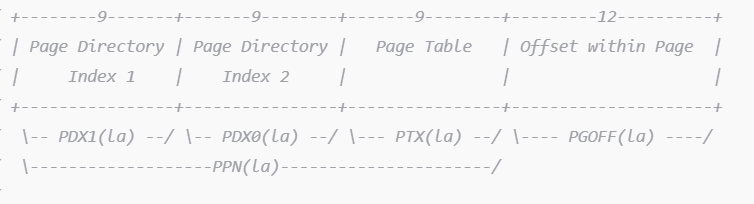 +--------9-------+-------9--------+-------9--------+---------12----------+
| Page Directory | Page Directory |   Page Table   | Offset within Page  |
|     Index 1    |    Index 2     |                |                     |
+----------------+----------------+----------------+---------------------+
 \-- PDX1(la) --/ \-- PDX0(la) --/ \--- PTX(la) --/ \---- PGOFF(la) ----/
 \-------------------PPN(la)----------------------/